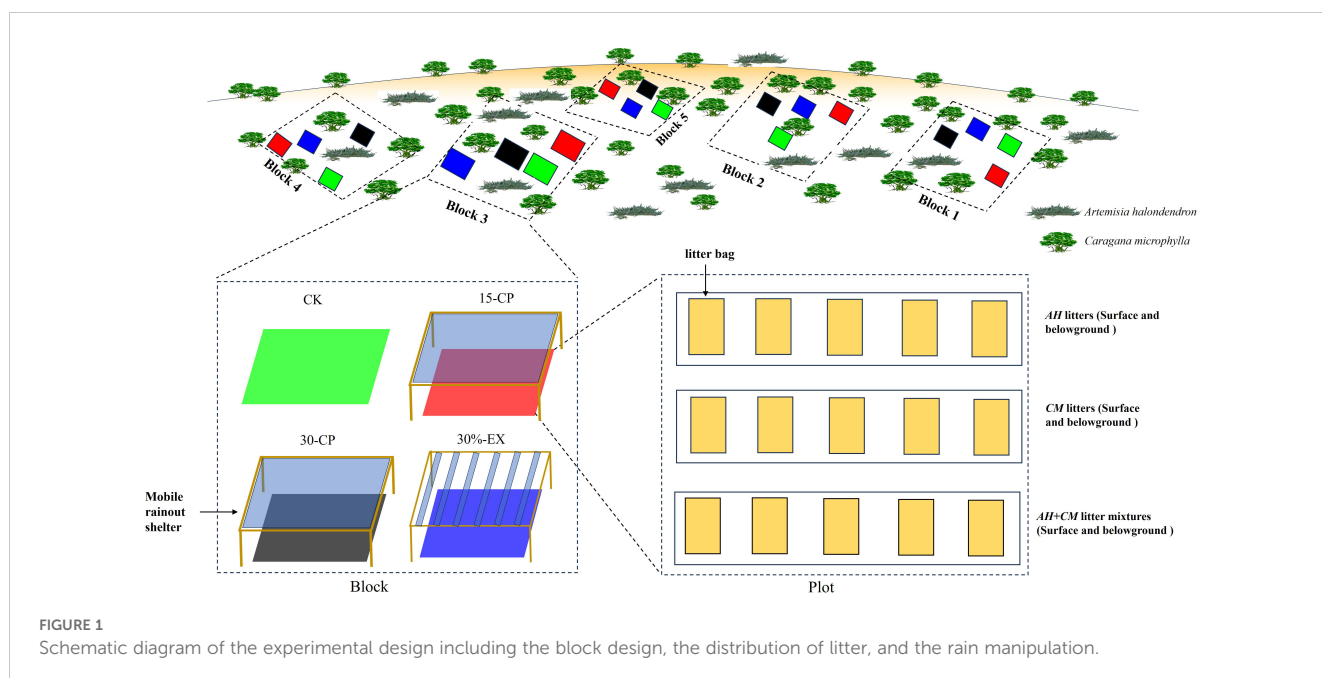 Block 5
Block 4
Block 2
Block 3
Block 1
Artemisia halondendron
Caragana microphylla
litter bag
CK
15-CP
AH litters (Surface and
belowground )
CM litters (Surface
and belowground )
30-CP
30%-EX
Mobile
rainout
shelter
AH+CM litter mixtures
(Surface and belowground )
Block
Plot
FIGURE 1
Schematic diagram of the experimental design including the block design, the distribution of litter, and the rain manipulation.